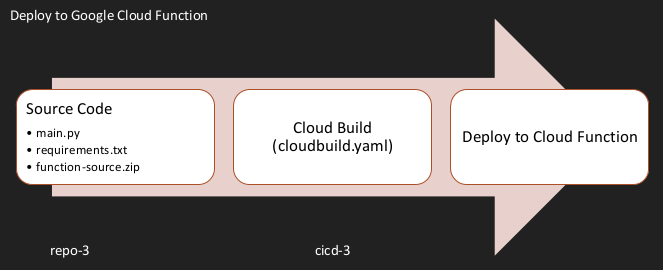 Deploy to Google Cloud Function
Source Code
• main.py
• requirements.txt
• function-source.zip
Cloud Build
(cloudbuild.yaml)
Deploy to Cloud Function
repo-3
cicd-3